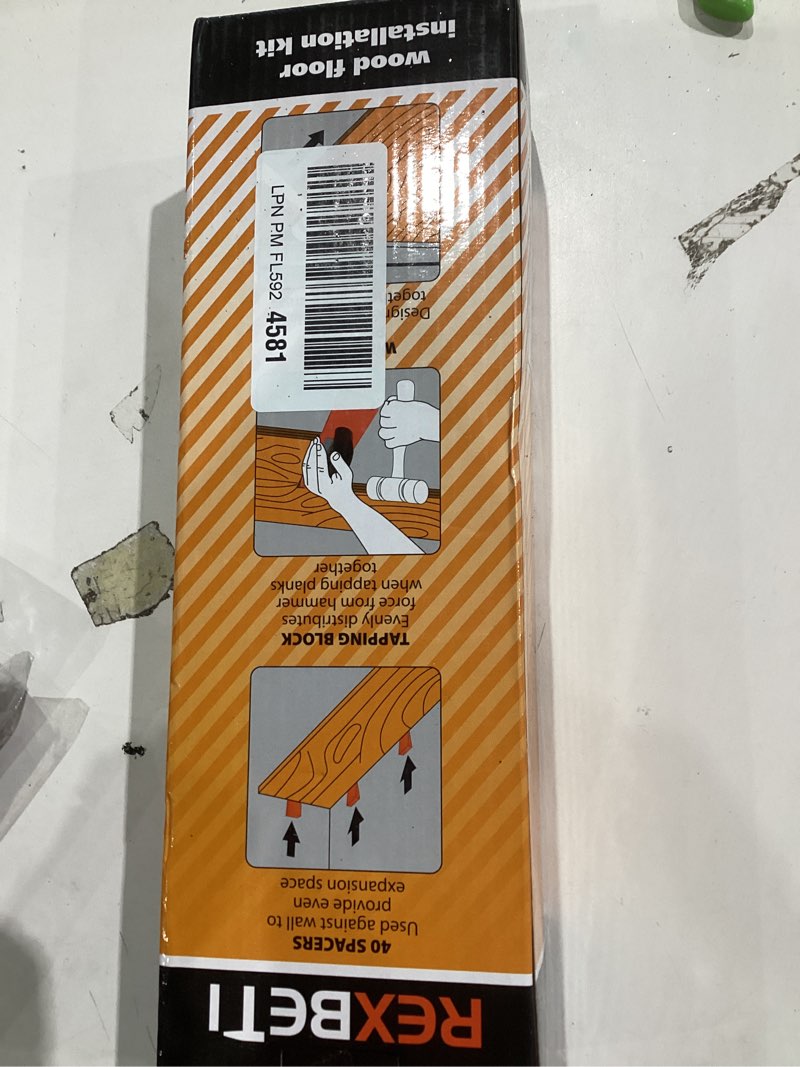 REXBETI
40 SPACERS
Used against wall to
provide even
expansion space
TAPPING BLOCK
Evenly distributes
force from hammer
when tapping planks
together
wood floor
installation kit
LPN PM FL592 4581